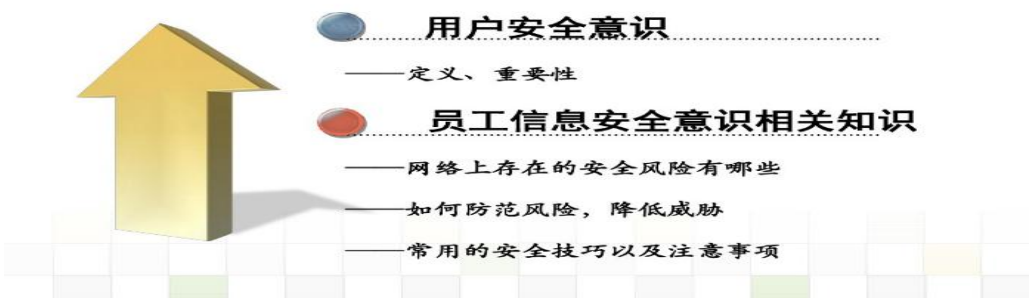 用户安全意识
——定义、重要性
员工信息安全意识相关知识
——网络上存在的安全风险有哪些
——如何防范风险，降低威胁
——常用的安全技巧以及注意事项